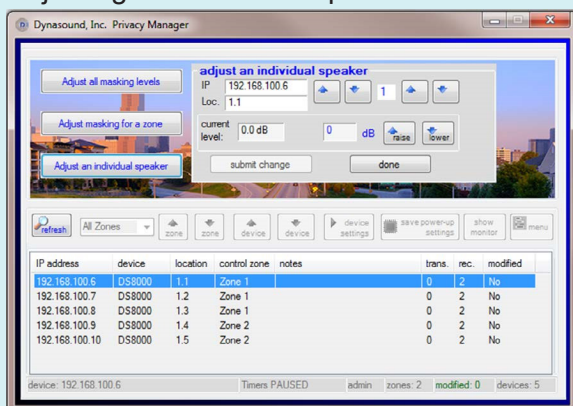 Dynasound, Inc. Privacy Manager
Adjust all masking levels
Adjust masking for a zone
Adjust an individual speaker
adjust an individual speaker
IP 192.168.100.6 1
Loc. 1.1
current level: 0.0 dB 0 dB raise lower
submit change done
refresh All Zones zone zone device device device settings save power-up settings show monitor menu
IP address device location control zone notes trans. rec. modified
192.168.100.6 DS8000 1.1 Zone 1 0 2 No
192.168.100.7 DS8000 1.2 Zone 1 0 2 No
192.168.100.8 DS8000 1.3 Zone 1 0 2 No
192.168.100.9 DS8000 1.4 Zone 2 0 2 No
192.168.100.10 DS8000 1.5 Zone 2 0 2 No
device: 192.168.100.6 Timers PAUSED admin zones: 2 modified: 0 devices: 5